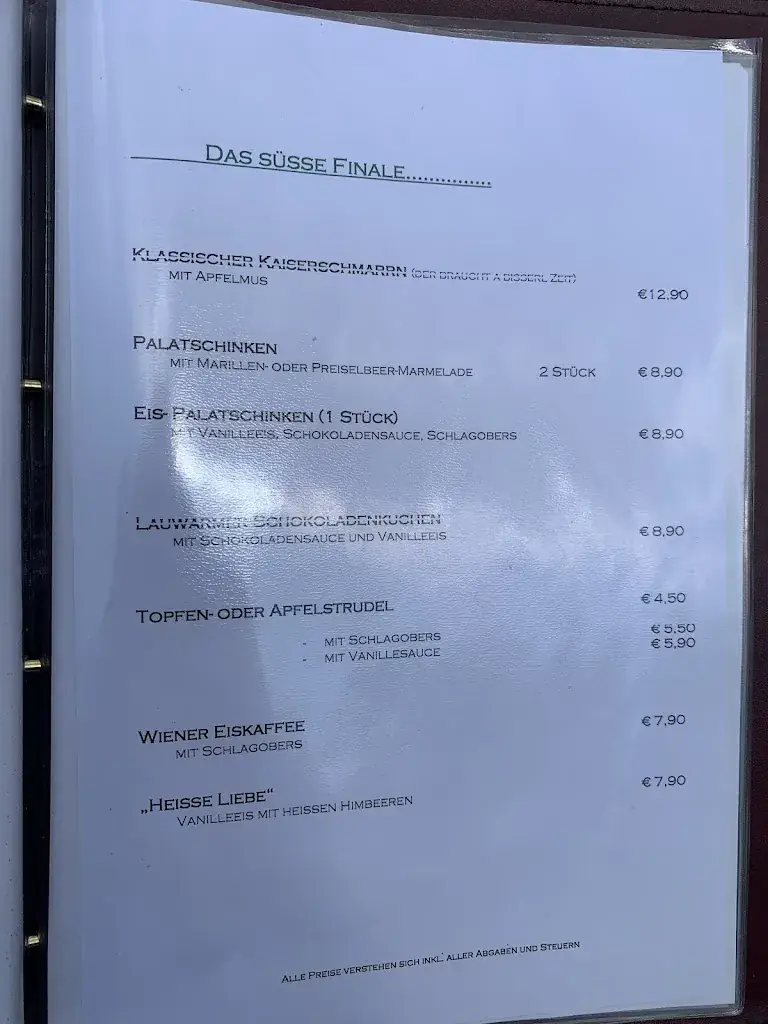 Das süsse Finale...............
Klassischer Kaiserschmarrn (der braucht a bisserl Zeit)
mit Apfelmus
€12,90
Palatschinken
mit Marillen- oder Preiselbeer-Marmelade 2 Stück € 8,90
Eis- Palatschinken (1 Stück)
mit Vanilleeis, Schokoladensauce, Schlagobers € 8,90
Lauwarmer Schokoladenkuchen
mit Schokoladensauce und Vanilleeis € 8,90
Topfen- oder Apfelstrudel € 4,50
- mit Schlagobers € 5,50
- mit Vanillesauce € 5,90
Wiener Eiskaffee € 7,90
mit Schlagobers
„Heisse Liebe“ € 7,90
Vanilleeis mit heissen Himbeeren
Alle Preise verstehen sich inkl. aller Abgaben und Steuern